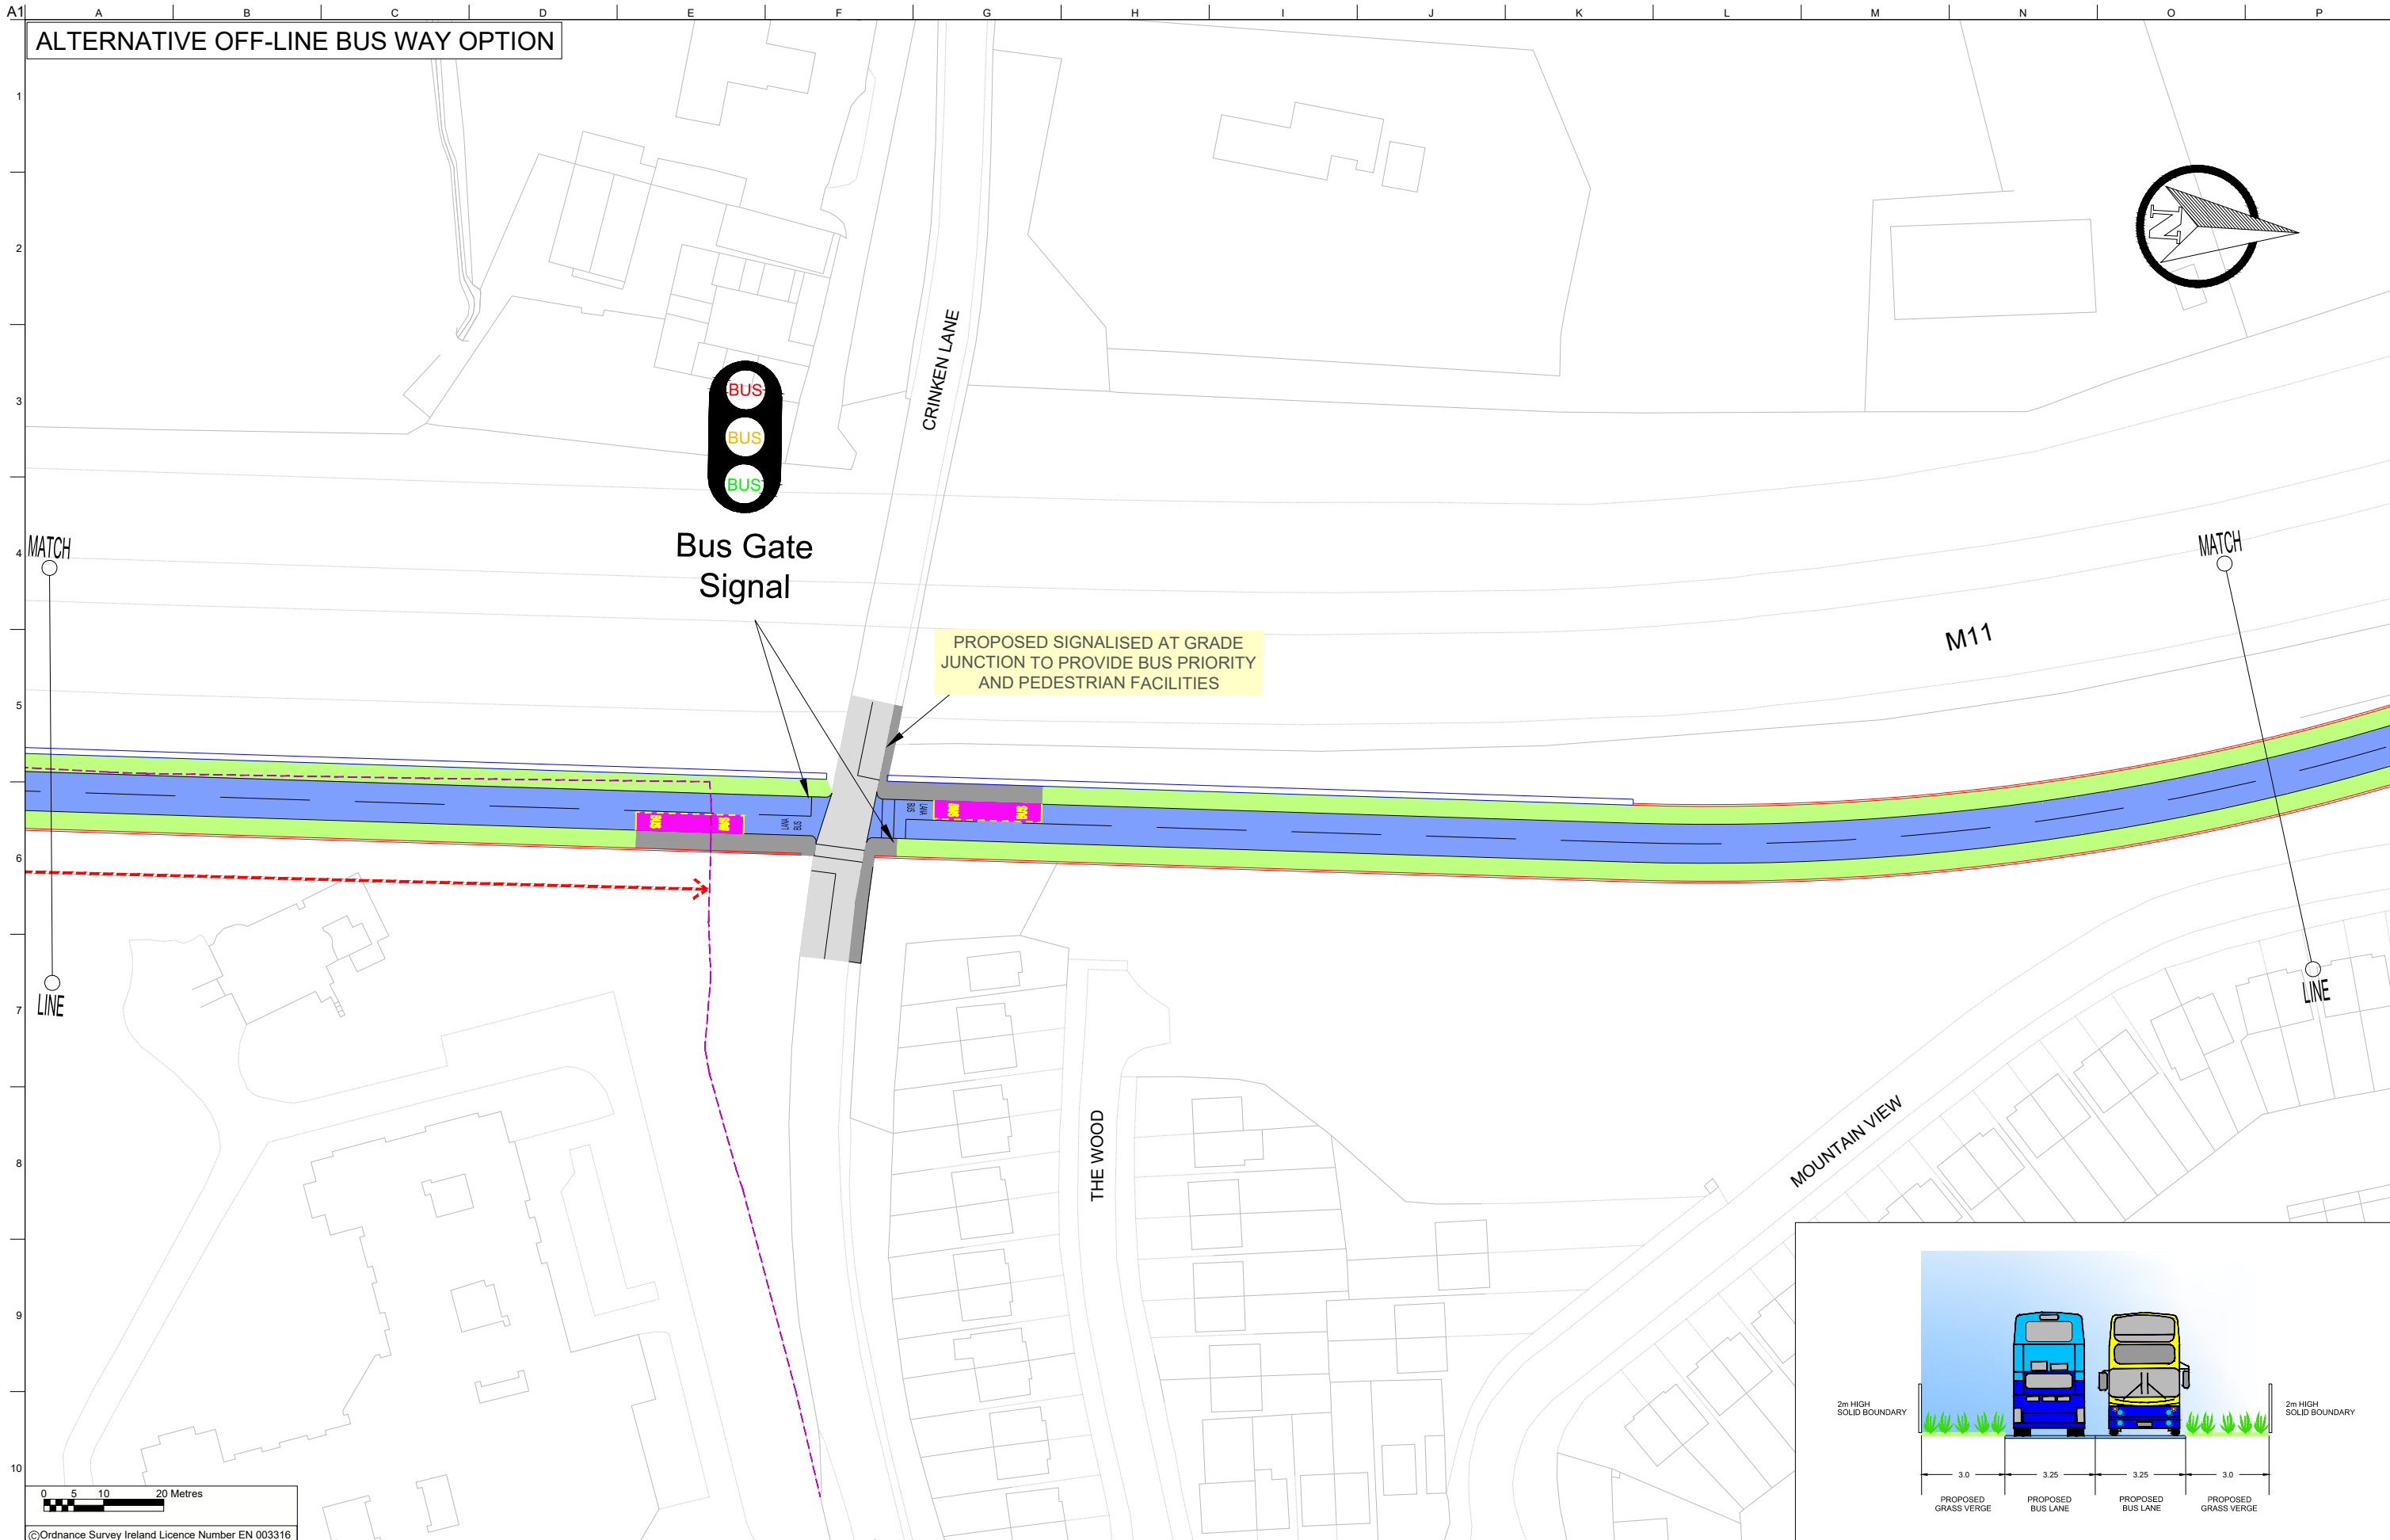 A1
A
B
C
D
E
F
G
H
I
J
K
L
M
N
O
P
ALTERNATIVE OFF-LINE BUS WAY OPTION
1
2
3
4
5
6
7
8
9
10
N
CRINKEN LANE
BUS
BUS
BUS
Bus Gate
Signal
MATCH
MATCH
M11
PROPOSED SIGNALISED AT GRADE
JUNCTION TO PROVIDE BUS PRIORITY
AND PEDESTRIAN FACILITIES
LANA
BUS
BUS
LANA
LINE
LINE
THE WOOD
MOUNTAIN VIEW
2m HIGH
SOLID BOUNDARY
2m HIGH
SOLID BOUNDARY
3.0
3.25
3.25
3.0
PROPOSED
GRASS VERGE
PROPOSED
BUS LANE
PROPOSED
BUS LANE
PROPOSED
GRASS VERGE
0 5 10 20 Metres
©Ordnance Survey Ireland Licence Number EN 003316